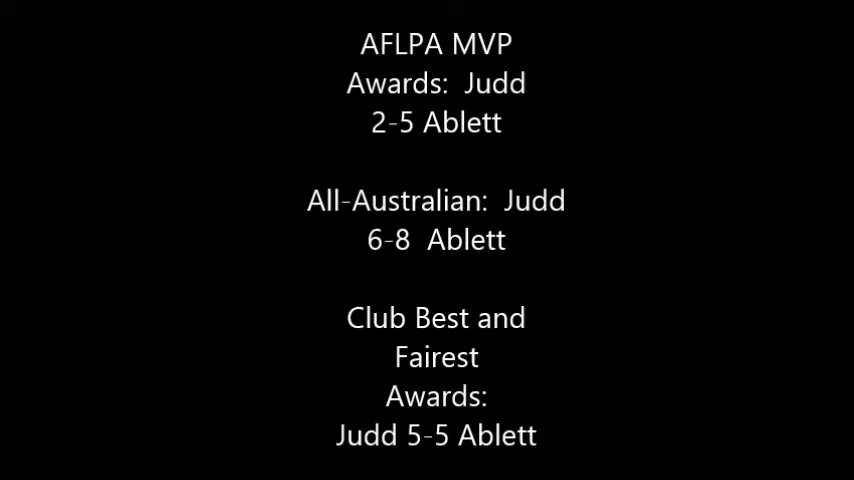 AFLPA MVP
Awards:  Judd
2-5 Ablett
All-Australian:  Judd
6-8  Ablett
Club Best and
Fairest
Awards:
Judd 5-5 Ablett